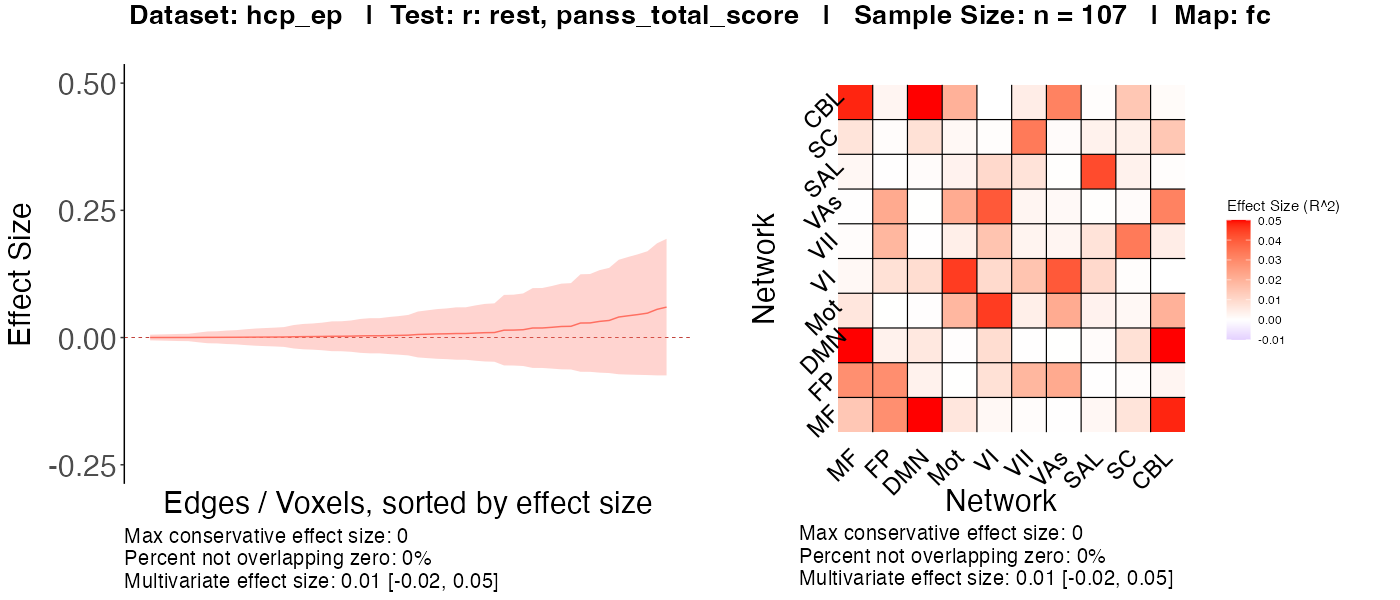 Dataset: hcp_ep | Test: r: rest, panss_total_score | Sample Size: n = 107 | Map: fc
Effect Size
0.50
0.25
0.00
-0.25
Edges / Voxels, sorted by effect size
Max conservative effect size: 0
Percent not overlapping zero: 0%
Multivariate effect size: 0.01 [-0.02, 0.05]
Network
CBL
SC
SAL
VAs
VII
VI
Mot
DMN
FP
MF
MF FP DMN Mot VI VII VAs SAL SC CBL
Network
Max conservative effect size: 0
Percent not overlapping zero: 0%
Multivariate effect size: 0.01 [-0.02, 0.05]
Effect Size (R^2)
0.05
0.04
0.03
0.02
0.01
0.00
-0.01